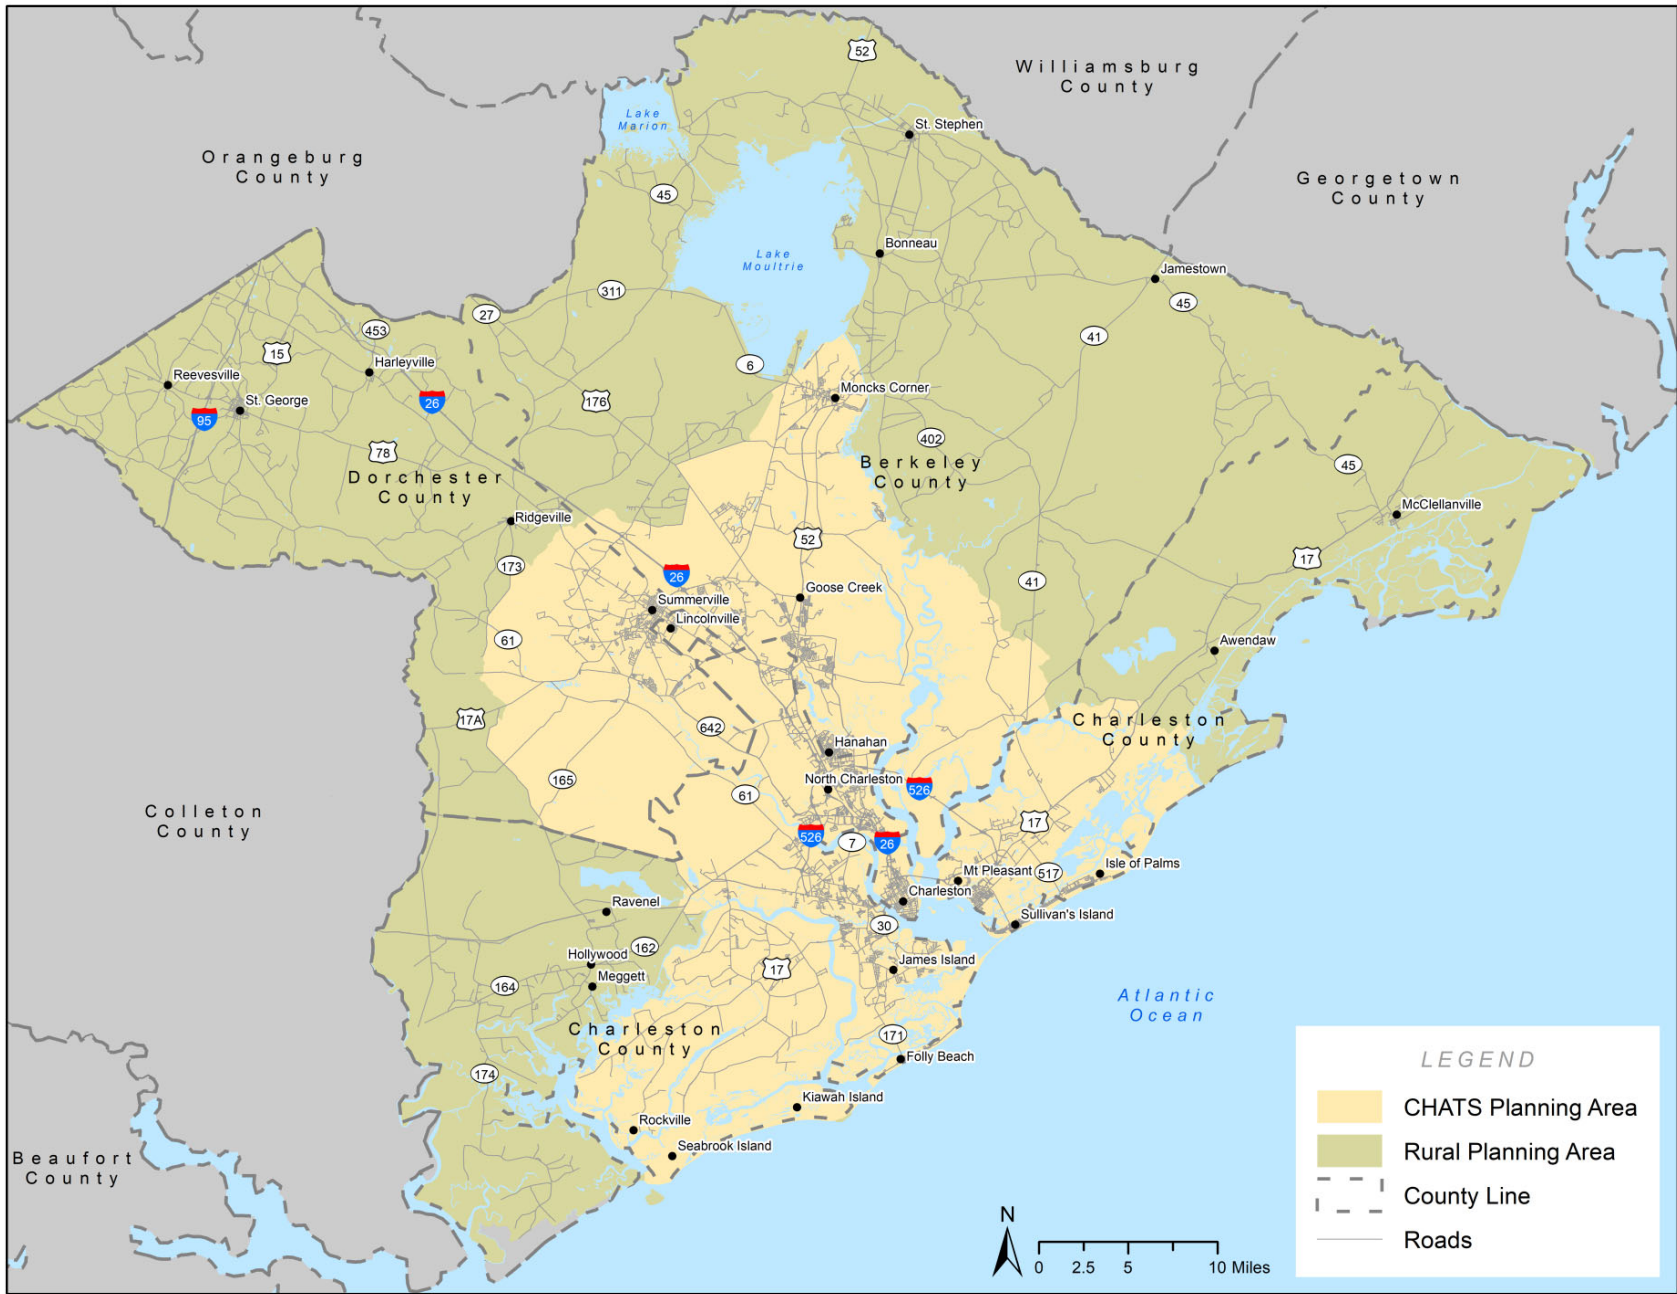 52
Williamsburg
County
Lake
Marion
St. Stephen
Orangeburg
County
Georgetown
County
45
Bonneau
Lake
Moultrie
Jamestown
311
45
27
453
41
15
Harleyville
6
Reevesville
Moncks Corner
St. George
26
176
95
402
78
Berkeley
County
45
Dorchester
County
McClellanville
Ridgeville
52
17
173
26
41
Goose Creek
Summerville
Lincolnville
61
Awendaw
17A
642
Charleston
County
Hanahan
165
North Charleston
61
526
Colleton
County
17
526
7
26
Isle of Palms
Mt Pleasant
517
Charleston
Ravenel
Sullivan's Island
30
162
Hollywood
James Island
17
Meggett
164
Atlantic
Ocean
Charleston
County
171
Folly Beach
174
Kiawah Island
Rockville
Seabrook Island
Beaufort
County
LEGEND
CHATS Planning Area
Rural Planning Area
County Line
Roads
N
0 2.5 5 10 Miles